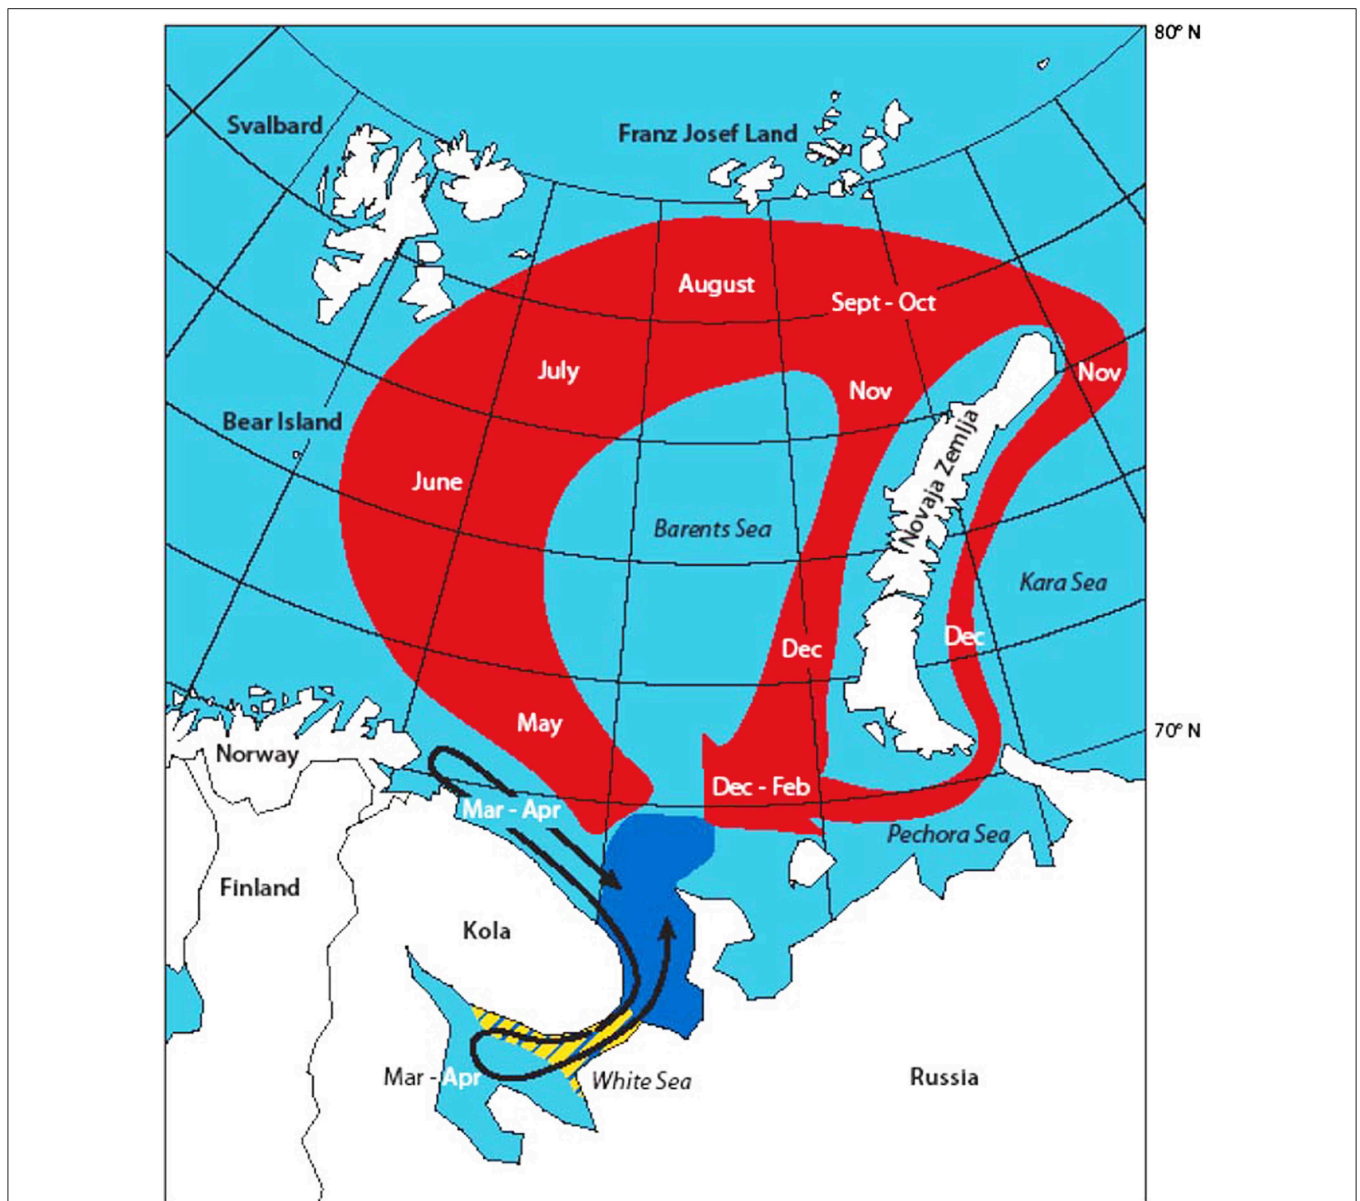 80° N
Svalbard
Franz Josef Land
August
Sept - Oct
July
Nov
Nov
Bear Island
June
Novaja Zemlja
Barents Sea
Kara Sea
Dec
Dec
May
70° N
Norway
Dec - Feb
Mar - Apr
Pechora Sea
Finland
Kola
Mar - Apr
White Sea
Russia